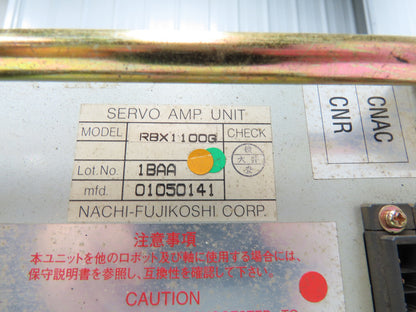 SERVO AMP. UNIT
MODEL RBX1100G CHECK
Lot.No. 1BAA
mfd. 01050141
NACHI-FUJIKOSHI CORP.
CNR
CNAC
注意事項
本ユニットを他のロボット及び軸に使用する場合には、
保守説明書を参照し、互換性を確認して下さい。
CAUTION